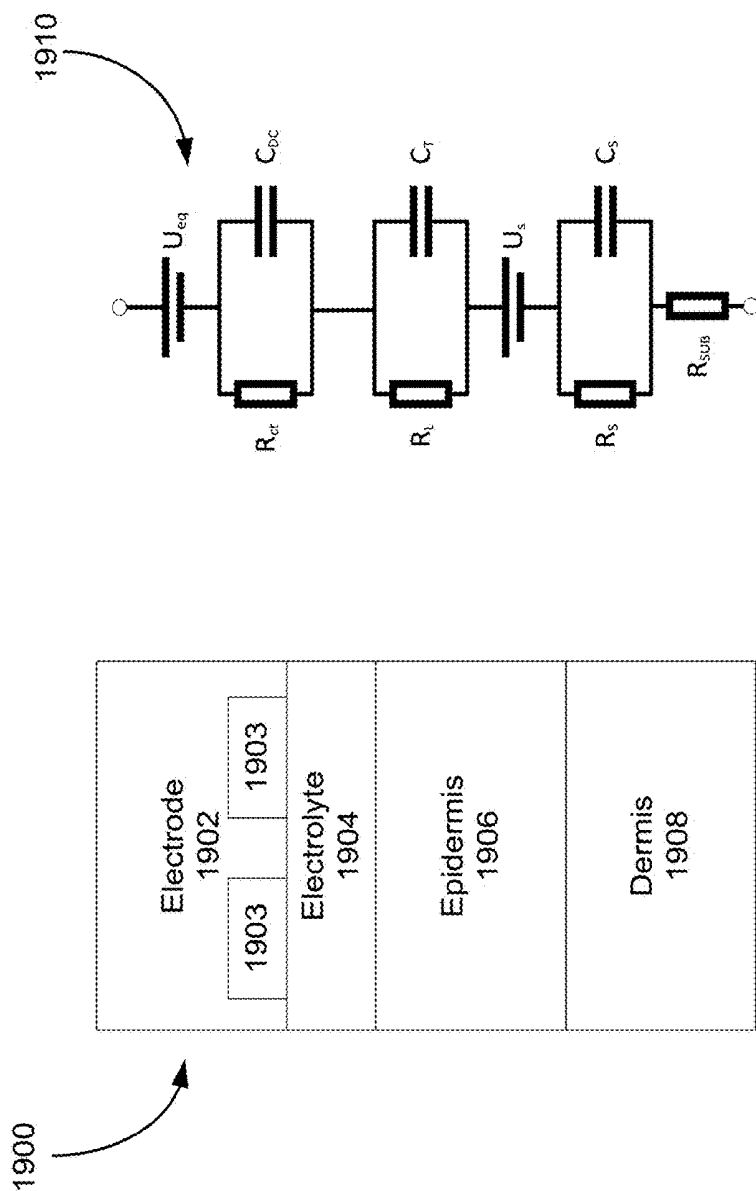 1900
Electrode
1902
1903
1903
Electrolyte
1904
Epidermis
1906
Dermis
1908
1910
U_eq
R_ct
C_DC
R_L
C_T
U_s
R_s
C_s
R_SUB